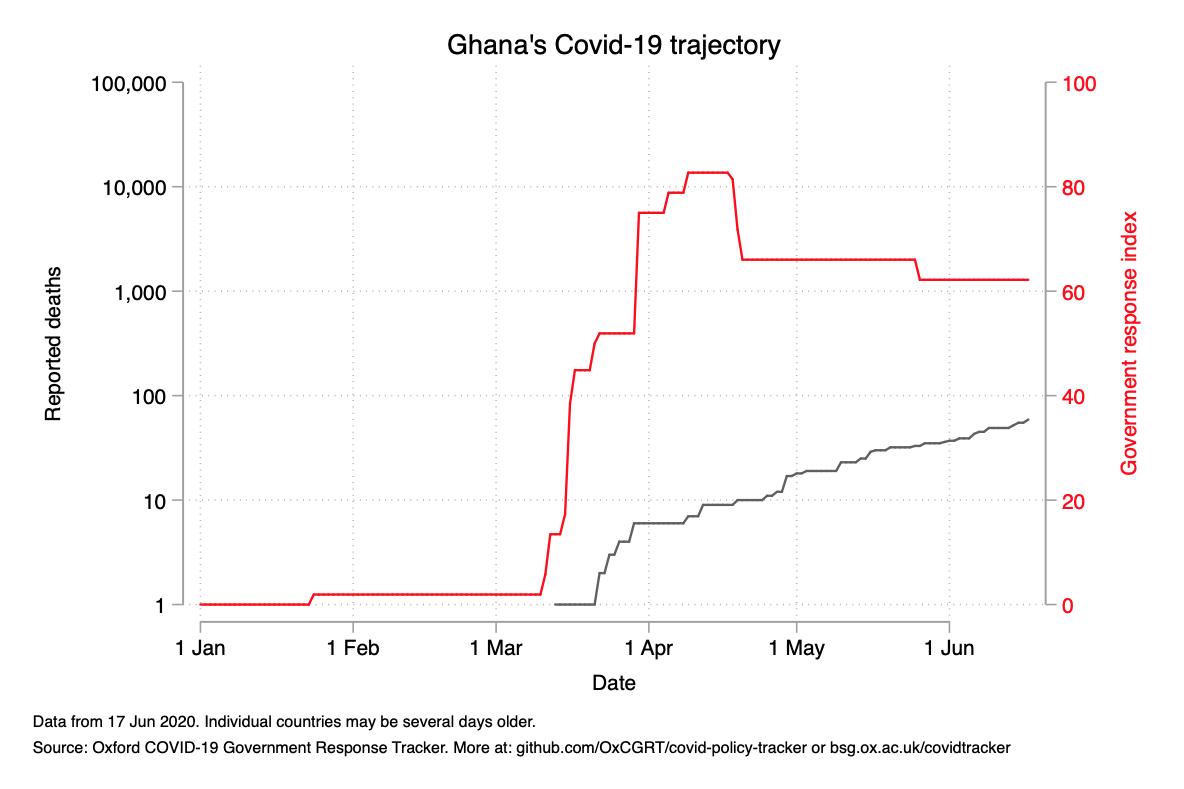 Ghana's Covid-19 trajectory
100,000
10,000
1,000
100
10
1
Reported deaths
100
80
60
40
20
0
Government response index
1 Jan
1 Feb
1 Mar
1 Apr
1 May
1 Jun
Date
Data from 17 Jun 2020. Individual countries may be several days older.
Source: Oxford COVID-19 Government Response Tracker. More at: github.com/OxCGRT/covid-policy-tracker or bsg.ox.ac.uk/covidtracker